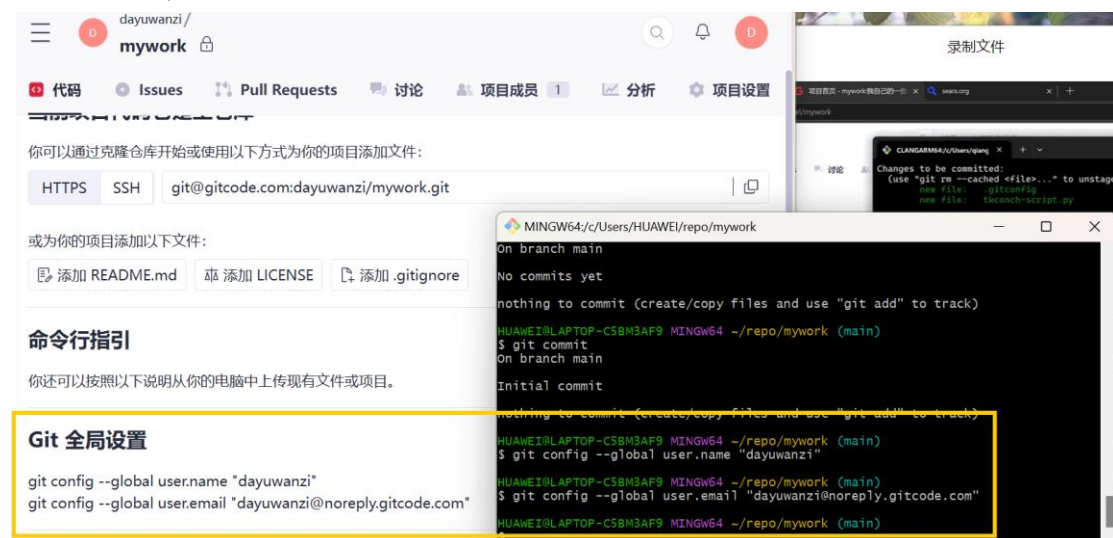 dayuwanzi/
D
mywork
D
代码
Issues
Pull Requests
讨论
项目成员 1
分析
项目设置
你可以通过克隆仓库开始或使用以下方式为你的项目添加文件:
HTTPS
SSH
git@gitcode.com:dayuwanzi/mywork.git
或为你的项目添加以下文件:
添加 README.md
添加 LICENSE
添加 .gitignore
命令行指引
你还可以按照以下说明从你的电脑中上传现有文件或项目。
Git 全局设置
git config --global user.name "dayuwanzi"
git config --global user.email "dayuwanzi@noreply.gitcode.com"
录制文件
searx.org
讨论
CLANGARM64:/c/Users/qiang
Changes to be committed:
(use "git rm --cached <file>..." to unstage
new file: .gitconfig
new file: tkconch-script.py
MINGW64:/c/Users/HUAWEI/repo/mywork
On branch main
No commits yet
nothing to commit (create/copy files and use "git add" to track)
HUAWEI@LAPTOP-C5BM3AF9 MINGW64 ~/repo/mywork (main)
$ git commit
On branch main
Initial commit
nothing to commit (create/copy files and use "git add" to track)
HUAWEI@LAPTOP-C5BM3AF9 MINGW64 ~/repo/mywork (main)
$ git config --global user.name "dayuwanzi"
HUAWEI@LAPTOP-C5BM3AF9 MINGW64 ~/repo/mywork (main)
$ git config --global user.email "dayuwanzi@noreply.gitcode.com"
HUAWEI@LAPTOP-C5BM3AF9 MINGW64 ~/repo/mywork (main)